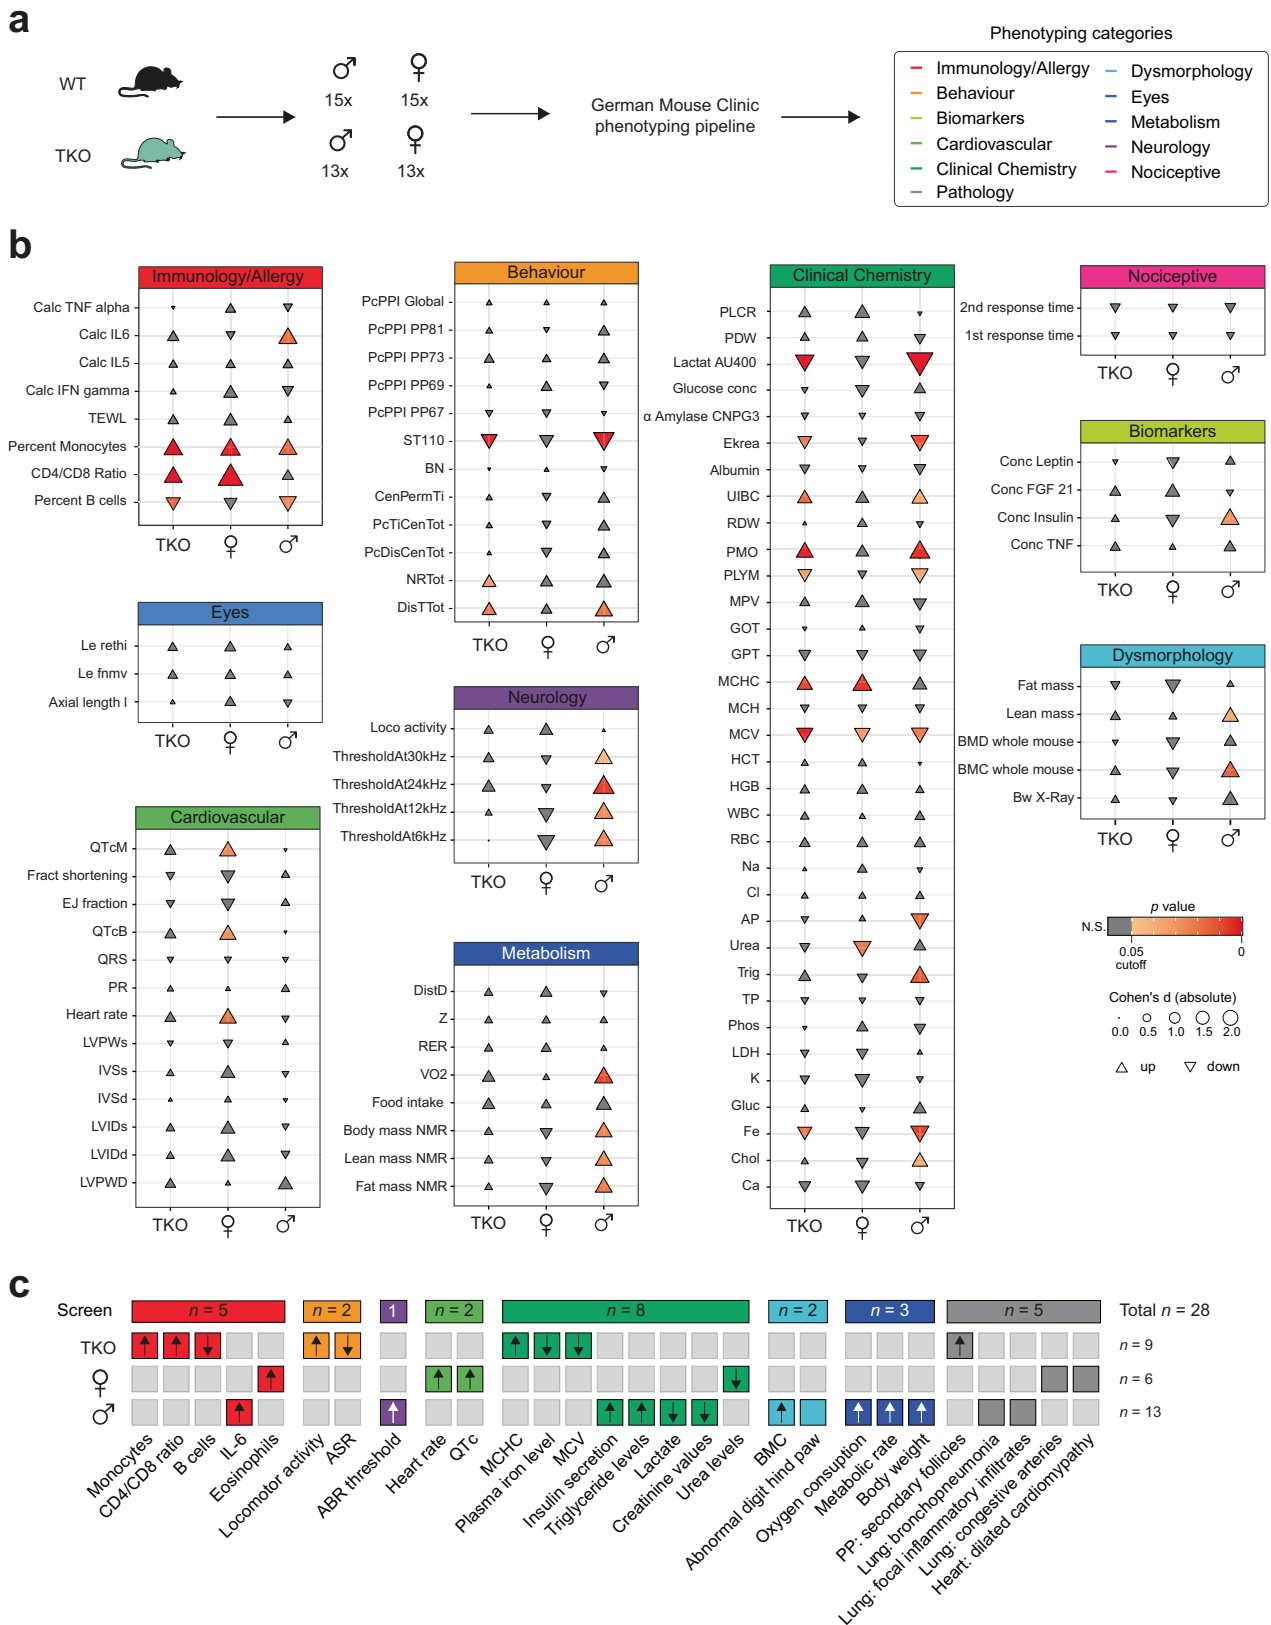 a
WT
TKO
15x
15x
13x
13x
German Mouse Clinic
phenotyping pipeline
Phenotyping categories
Immunology/Allergy
Behaviour
Biomarkers
Cardiovascular
Clinical Chemistry
Pathology
Dysmorphology
Eyes
Metabolism
Neurology
Nociceptive
b
Immunology/Allergy
Calc TNF alpha
Calc IL6
Calc IL5
Calc IFN gamma
TEWL
Percent Monocytes
CD4/CD8 Ratio
Percent B cells
TKO ♀ ♂
Eyes
Le rethi
Le fnmv
Axial length l
TKO ♀ ♂
Cardiovascular
QTcM
Fract shortening
EJ fraction
QTcB
QRS
PR
Heart rate
LVPWs
IVSs
IVSd
LVIDs
LVIDd
LVPWD
TKO ♀ ♂
Behaviour
PcPPI Global
PcPPI PP81
PcPPI PP73
PcPPI PP69
PcPPI PP67
ST110
BN
CenPermTi
PcTiCenTot
PcDisCenTot
NRTot
DisTTot
TKO ♀ ♂
Neurology
Loco activity
ThresholdAt30kHz
ThresholdAt24kHz
ThresholdAt12kHz
ThresholdAt6kHz
TKO ♀ ♂
Metabolism
DistD
Z
RER
VO2
Food intake
Body mass NMR
Lean mass NMR
Fat mass NMR
TKO ♀ ♂
Clinical Chemistry
PLCR
PDW
Lactat AU400
Glucose conc
α Amylase CNPG3
Ekrea
Albumin
UIBC
RDW
PMO
PLYM
MPV
GOT
GPT
MCHC
MCH
MCV
HCT
HGB
WBC
RBC
Na
Cl
AP
Urea
Trig
TP
Phos
LDH
K
Gluc
Fe
Chol
Ca
TKO ♀ ♂
Nociceptive
2nd response time
1st response time
TKO ♀ ♂
Biomarkers
Conc Leptin
Conc FGF 21
Conc Insulin
Conc TNF
TKO ♀ ♂
Dysmorphology
Fat mass
Lean mass
BMD whole mouse
BMC whole mouse
Bw X-Ray
TKO ♀ ♂
p value
N.S.
0.05 0
cutoff
Cohen's d (absolute)
0.0 0.5 1.0 1.5 2.0
up down
c
Screen n = 5 n = 2 1 n = 2 n = 8 n = 2 n = 3 n = 5 Total n = 28
TKO n = 9
♀ n = 6
♂ n = 13
Monocytes
CD4/CD8 ratio
B cells
IL-6
Eosinophils
Locomotor activity
ASR
ABR threshold
Heart rate
QTc
MCHC
Plasma iron level
MCV
Insulin secretion
Triglyceride levels
Lactate
Creatinine values
Urea levels
BMC
Abnormal digit hind paw
Oxygen consuption
Metabolic rate
Body weight
PP: secondary follicles
Lung: bronchopneumonia
Lung: focal inflammatory infiltrates
Lung: congestive arteries
Heart: dilated cardiomypathy